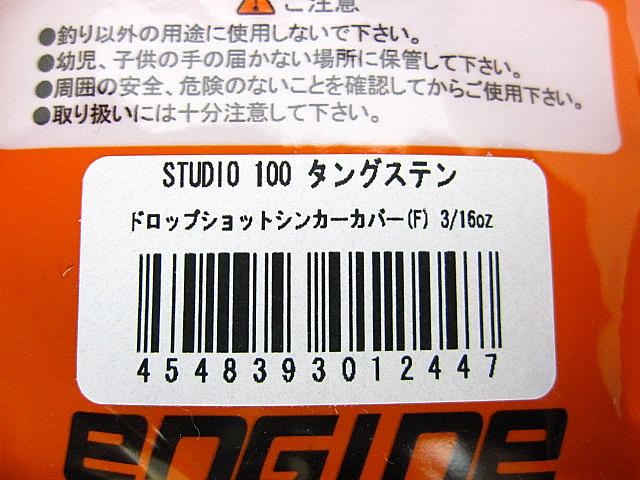 ご注意
●釣り以外の用途に使用しないで下さい。
●幼児、子供の手の届かない場所に保管して下さい。
●周囲の安全、危険のないことを確認してからご使用下さい。
●取り扱いには十分注意して下さい。
STUDIO 100 タングステン
ドロップショットシンカーカバー(F) 3/16oz
4548393012447
engine